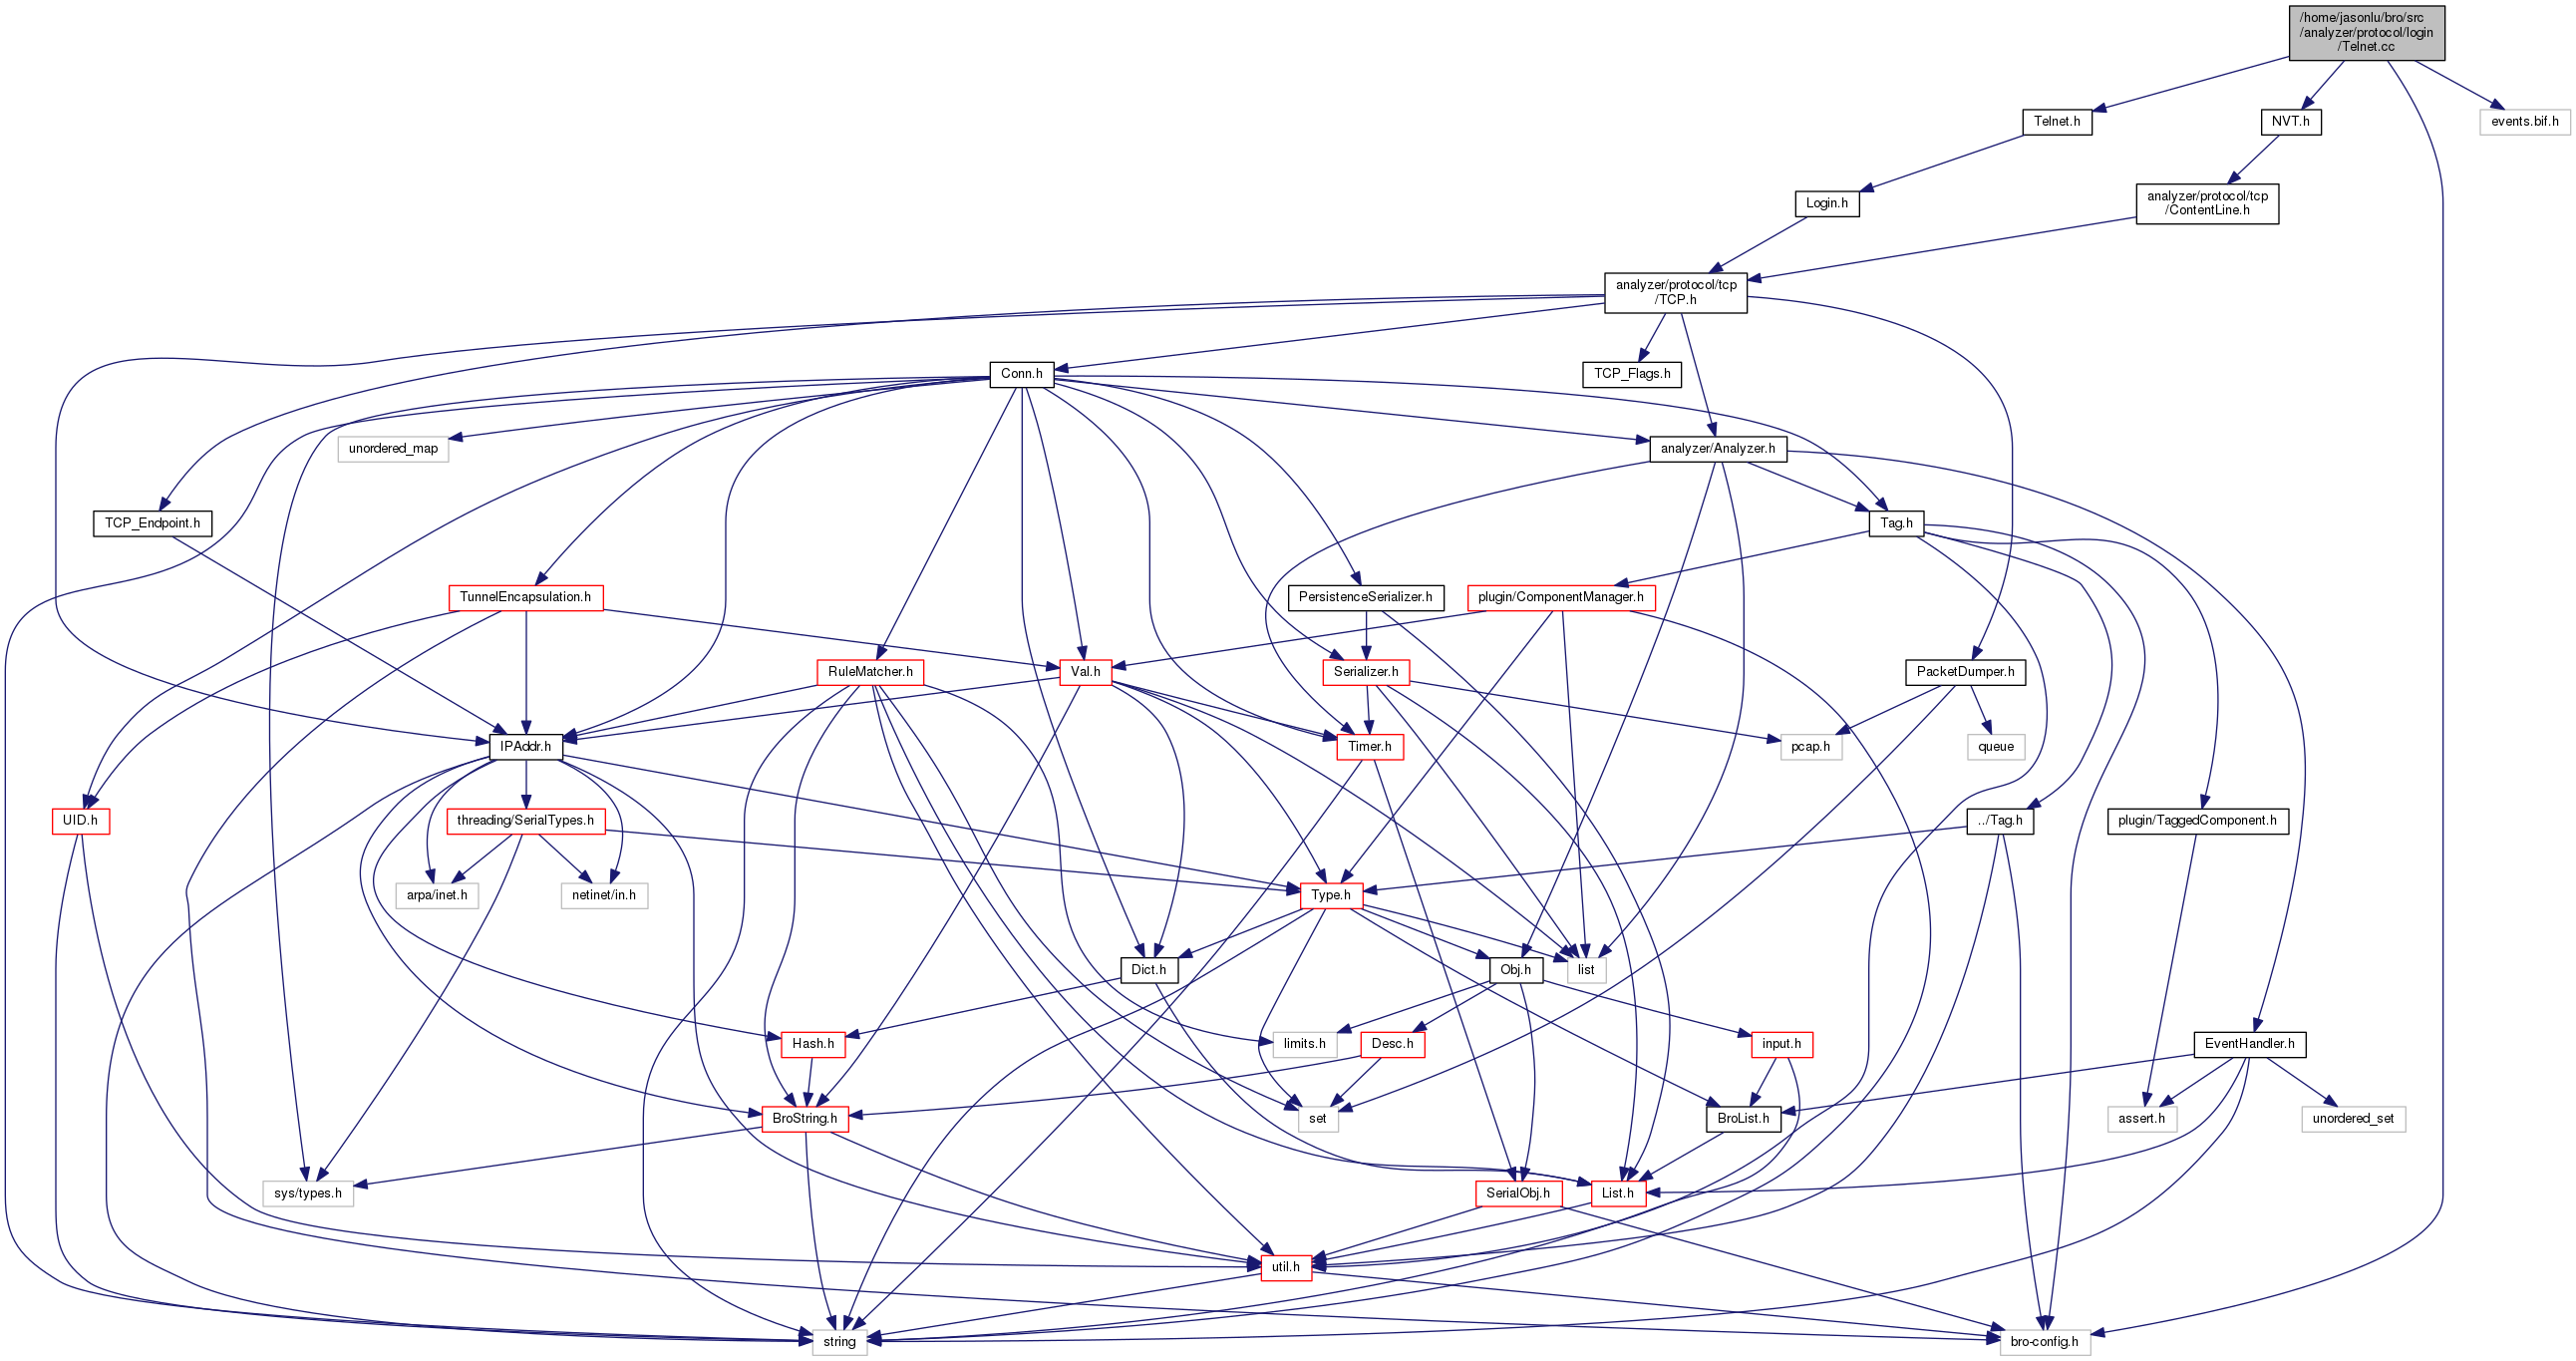 /home/jasonlu/bro/src
/analyzer/protocol/login
/Telnet.cc
Telnet.h
NVT.h
events.bif.h
Login.h
analyzer/protocol/tcp
/ContentLine.h
analyzer/protocol/tcp
/TCP.h
Conn.h
TCP_Flags.h
unordered_map
analyzer/Analyzer.h
TCP_Endpoint.h
Tag.h
TunnelEncapsulation.h
PersistenceSerializer.h
plugin/ComponentManager.h
RuleMatcher.h
Val.h
Serializer.h
PacketDumper.h
IPAddr.h
Timer.h
pcap.h
queue
UID.h
threading/SerialTypes.h
../Tag.h
plugin/TaggedComponent.h
arpa/inet.h
netinet/in.h
Type.h
Dict.h
Obj.h
list
Hash.h
limits.h
Desc.h
input.h
EventHandler.h
BroString.h
set
BroList.h
assert.h
unordered_set
sys/types.h
SerialObj.h
List.h
util.h
string
bro-config.h